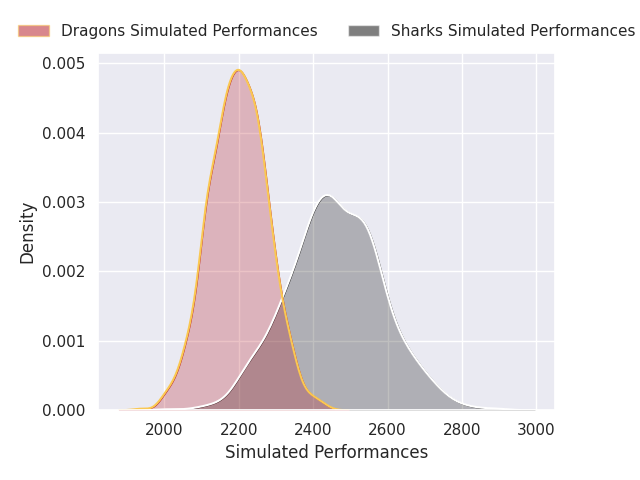 Dragons Simulated Performances Sharks Simulated Performances
0.005
0.004
0.003
0.002
0.001
0.000
Density
2000 2200 2400 2600 2800 3000
Simulated Performances